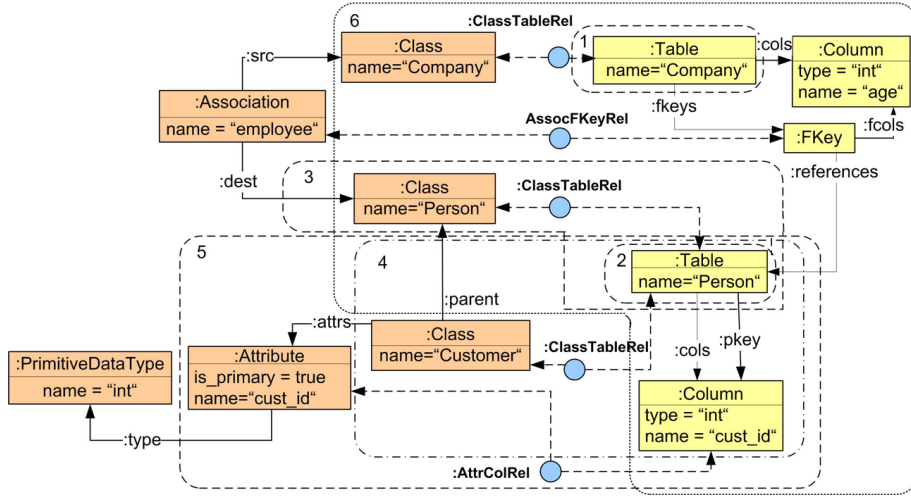 6
:ClassTableRel
:Class
name=“Company“
1
:Table
name=“Company“
:cols
:Column
type = “int“
name = “age“
:src
:Association
name = “employee“
:fkeys
AssocFKeyRel
:FKey
:fcols
:references
:dest
3
:Class
name=“Person“
:ClassTableRel
5
4
2
:Table
name=“Person“
:parent
:attrs
:Class
name=“Customer“
:ClassTableRel
:cols
:pkey
:PrimitiveDataType
name = “int“
:Attribute
is_primary = true
name=“cust_id“
:Column
type = “int“
name = “cust_id“
:type
:AttrColRel